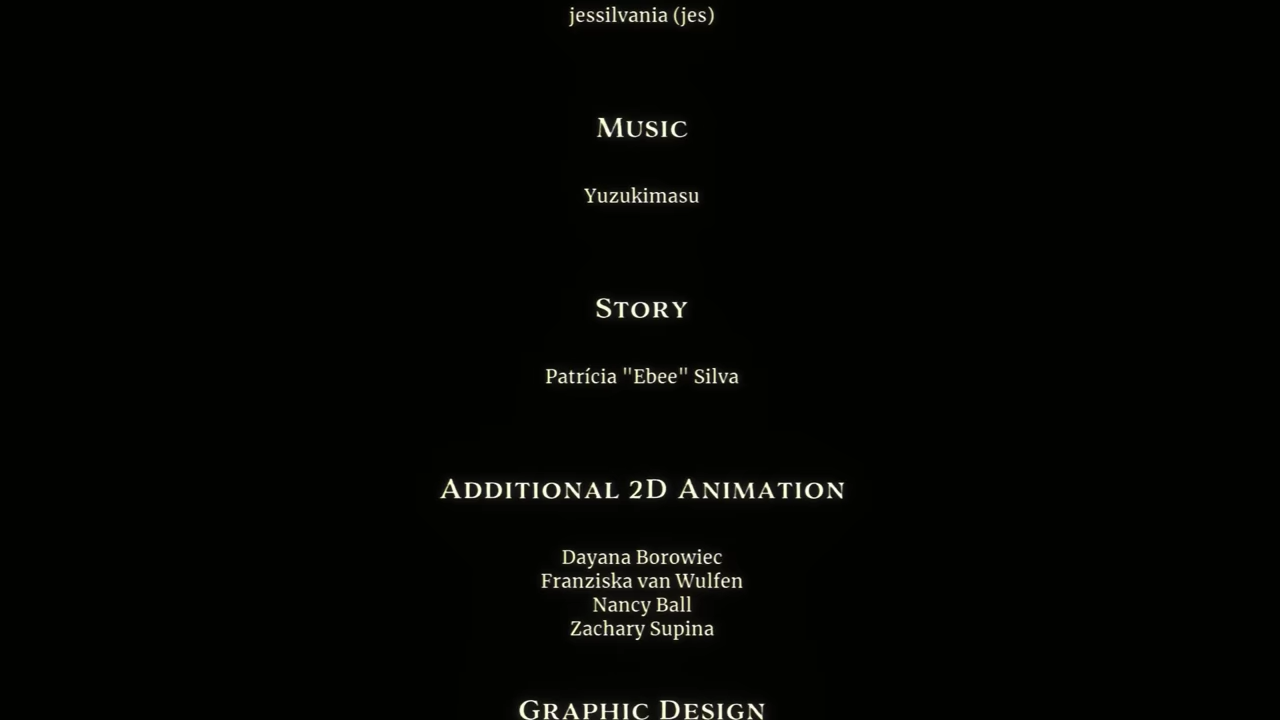 jessilvania (jes)
Music
Yuzukimasu
Story
Patrícia "Ebee" Silva
Additional 2D Animation
Dayana Borowiec
Franziska van Wulfen
Nancy Ball
Zachary Supina
Graphic Design